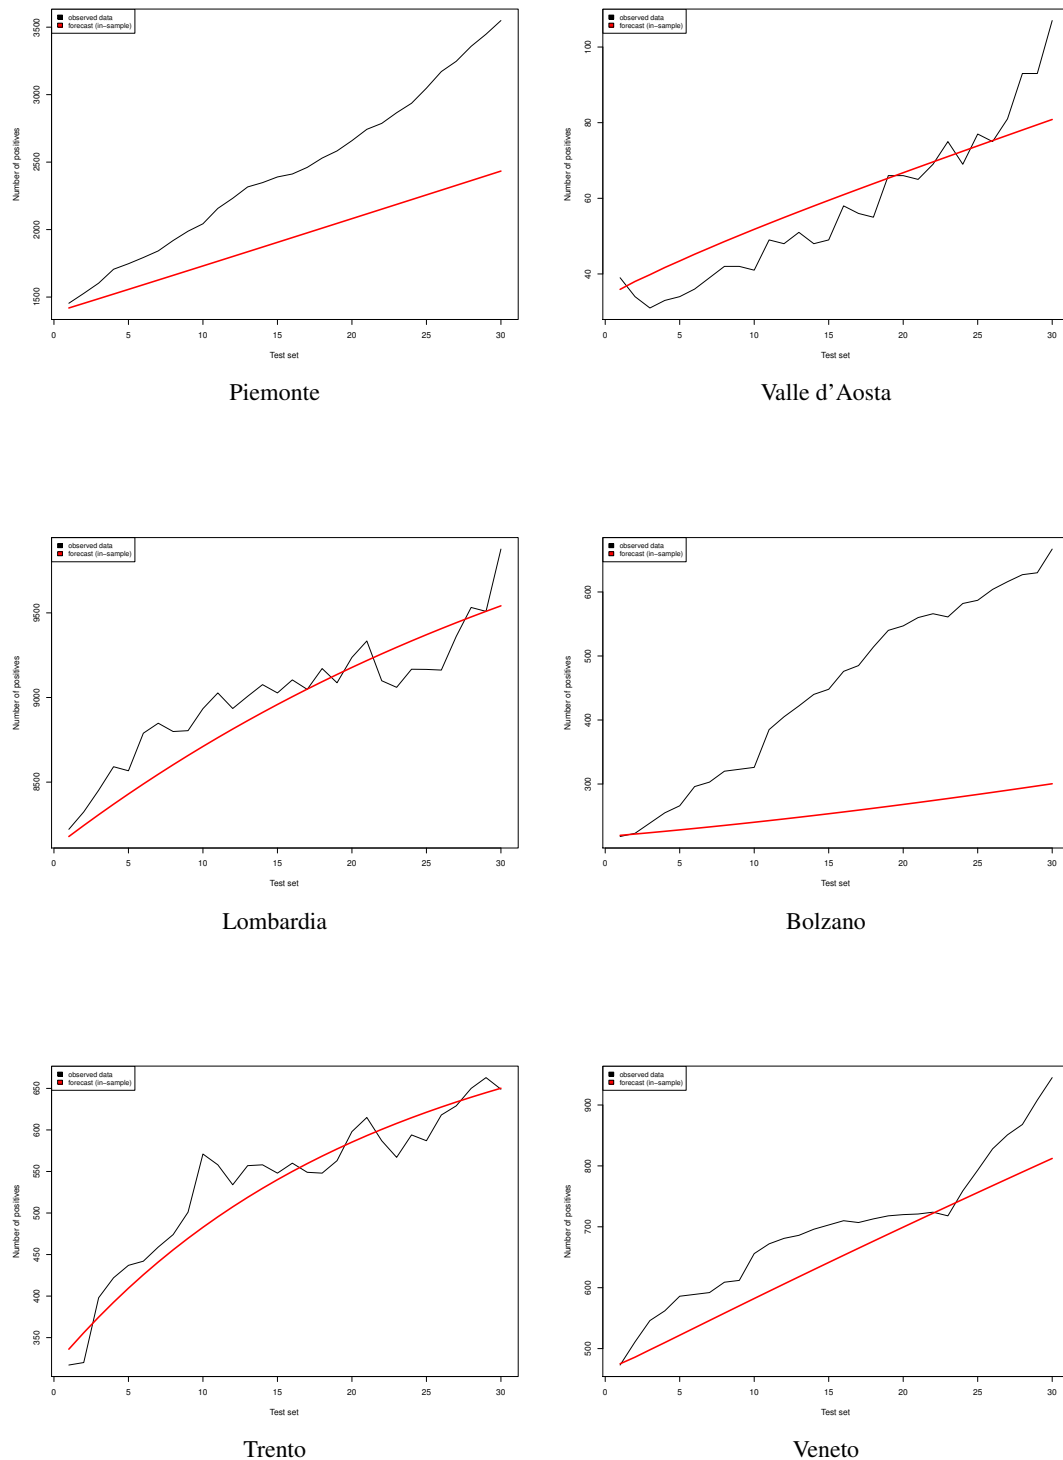 observed data
forecast (in-sample)
Number of positives
3500
3000
2500
2000
1500
0 5 10 15 20 25 30
Test set
Piemonte
observed data
forecast (in-sample)
Number of positives
100
80
60
40
0 5 10 15 20 25 30
Test set
Valle d'Aosta
observed data
forecast (in-sample)
Number of positives
9500
9000
8500
0 5 10 15 20 25 30
Test set
Lombardia
observed data
forecast (in-sample)
Number of positives
600
500
400
300
0 5 10 15 20 25 30
Test set
Bolzano
observed data
forecast (in-sample)
Number of positives
650
600
550
500
450
400
350
0 5 10 15 20 25 30
Test set
Trento
observed data
forecast (in-sample)
Number of positives
900
800
700
600
500
0 5 10 15 20 25 30
Test set
Veneto